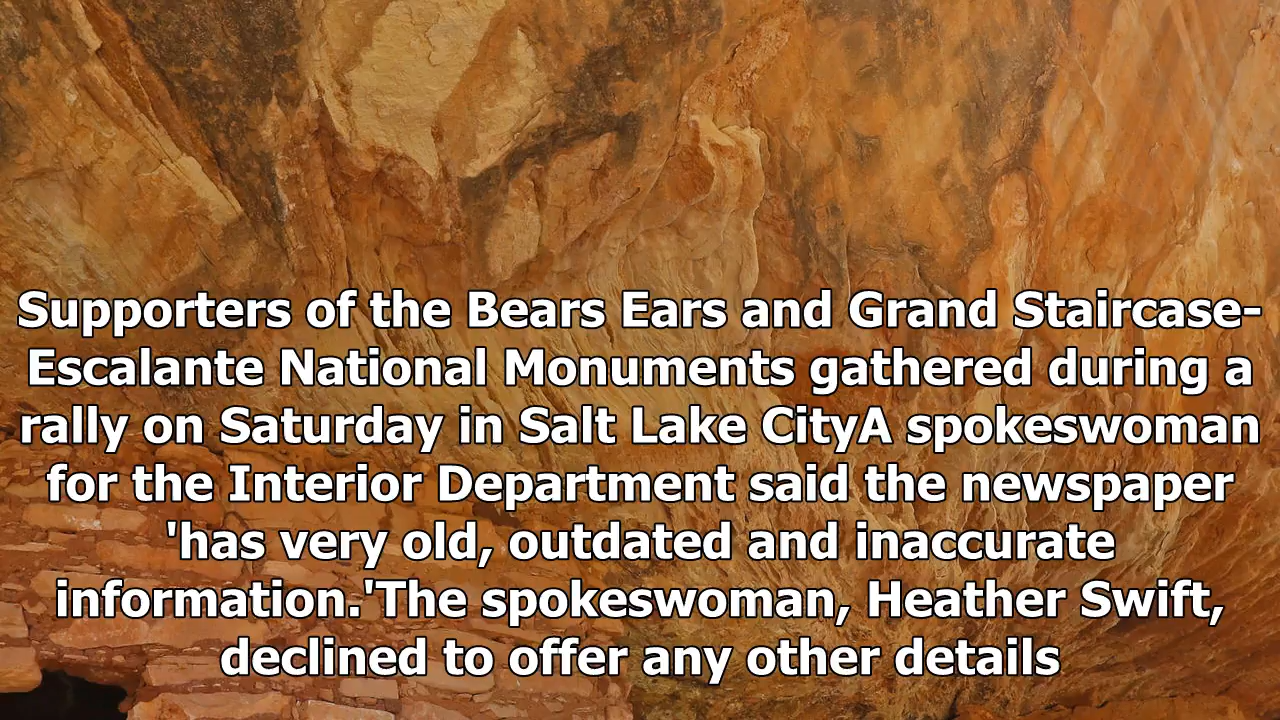 Supporters of the Bears Ears and Grand Staircase-
Escalante National Monuments gathered during a
rally on Saturday in Salt Lake CityA spokeswoman
for the Interior Department said the newspaper
'has very old, outdated and inaccurate
information.'The spokeswoman, Heather Swift,
declined to offer any other details